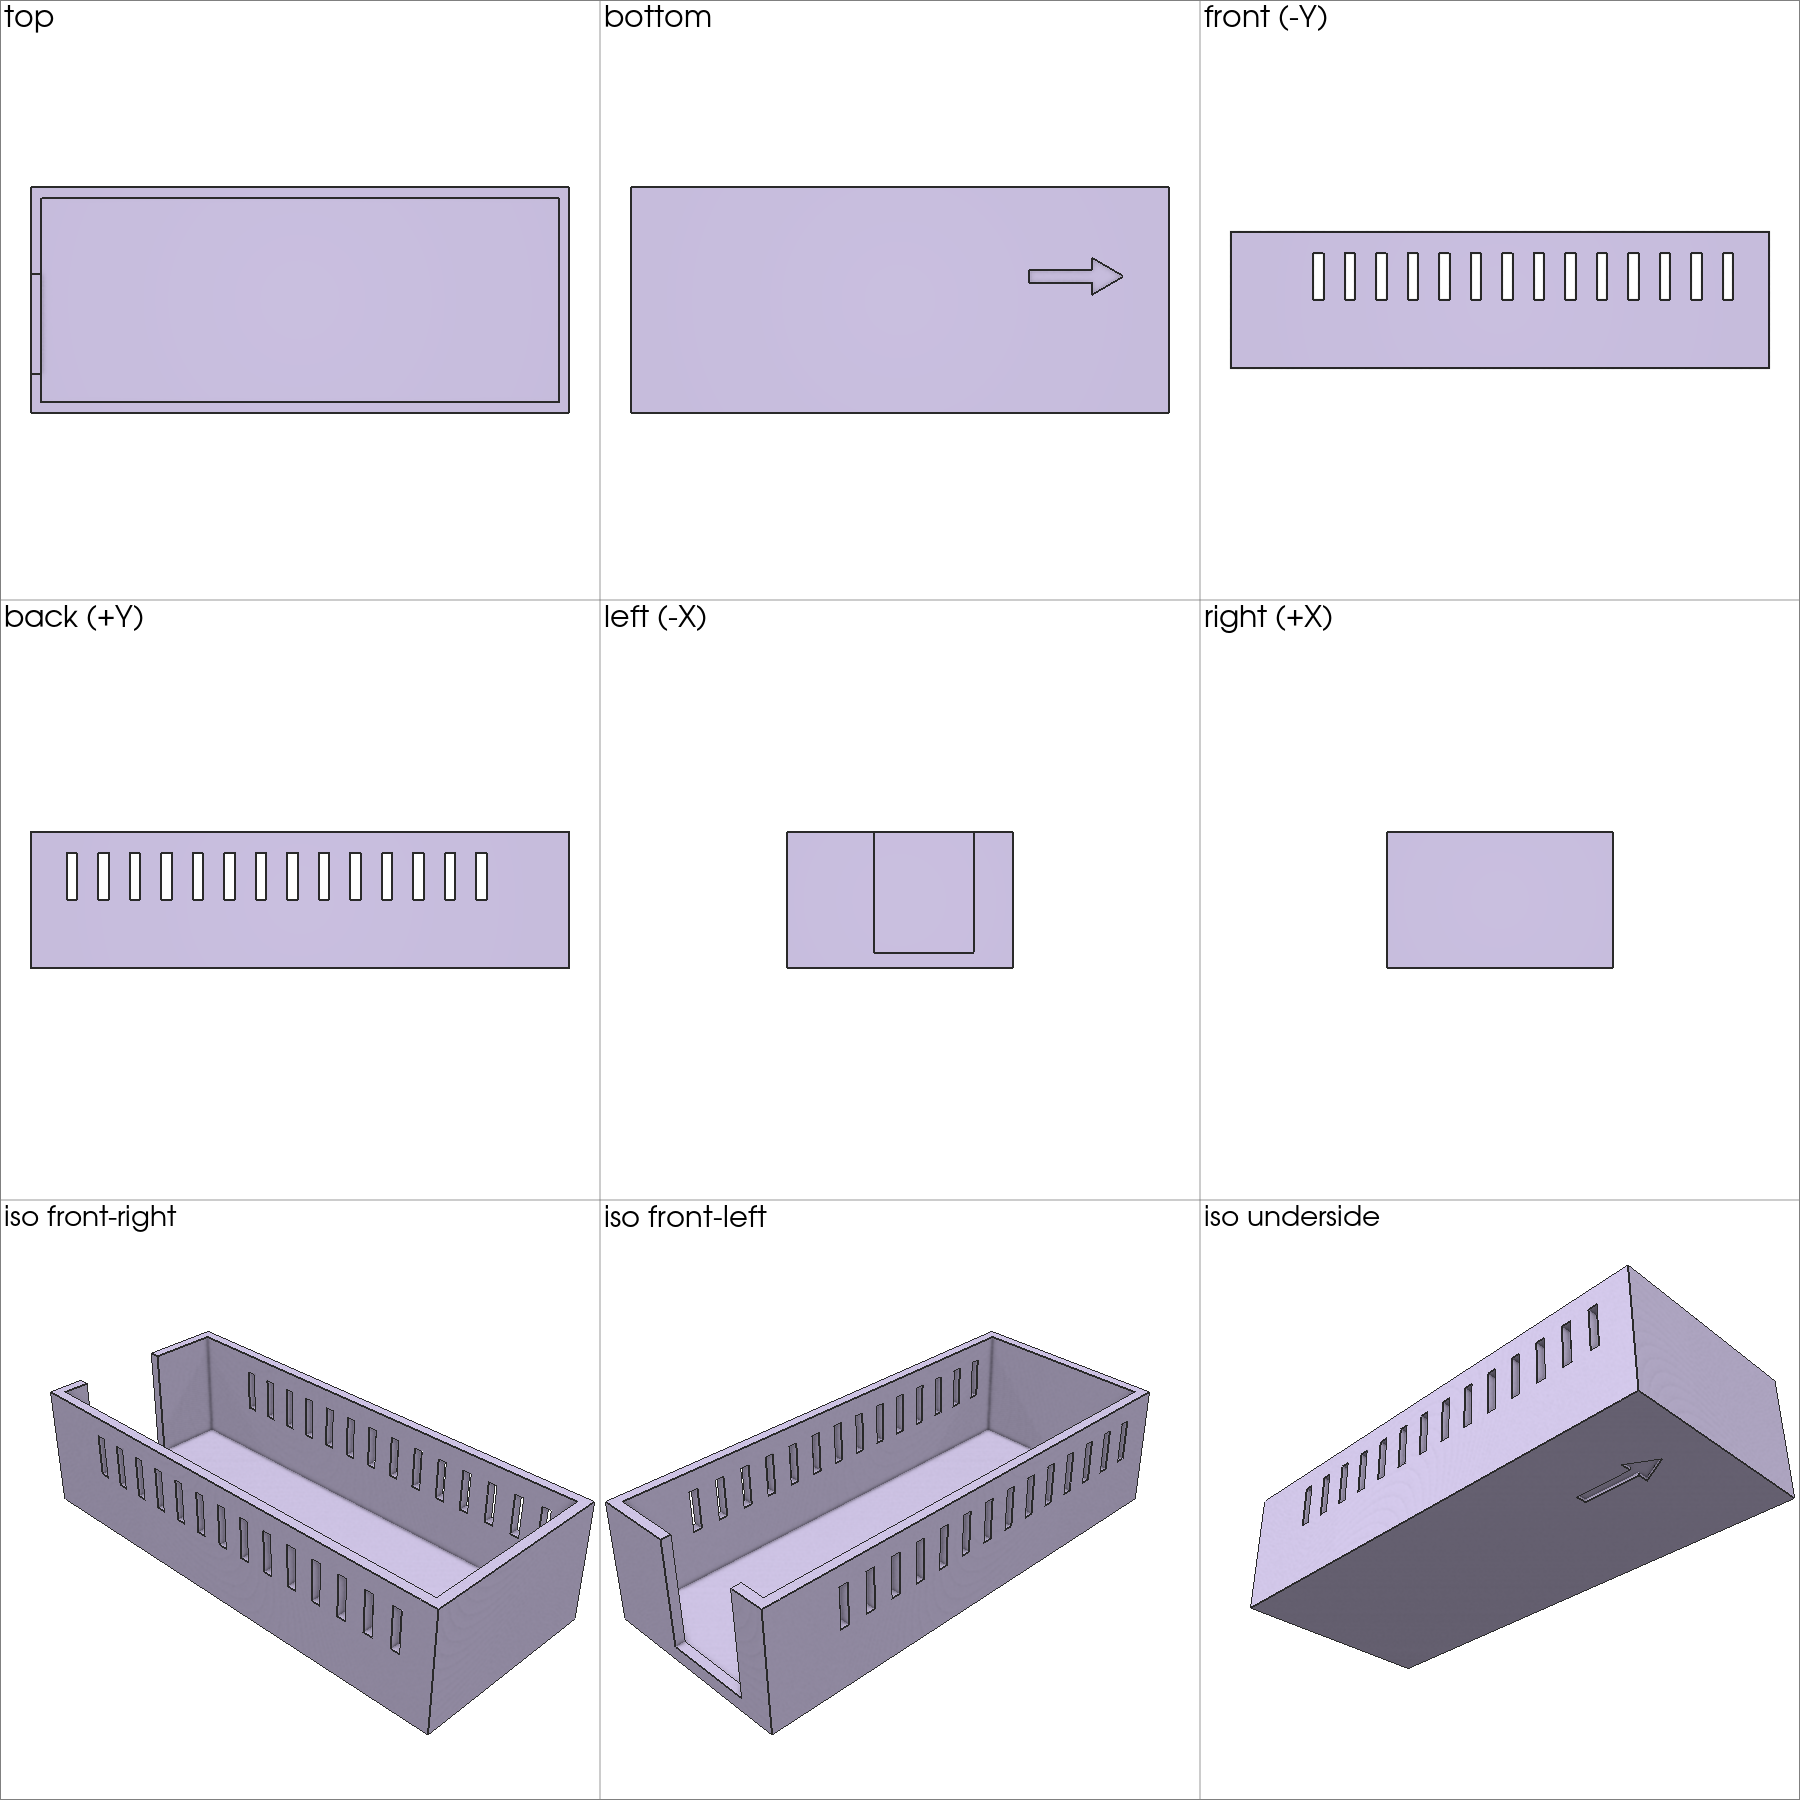 top
bottom
front (-Y)
back (+Y)
left (-X)
right (+X)
iso front-right
iso front-left
iso underside